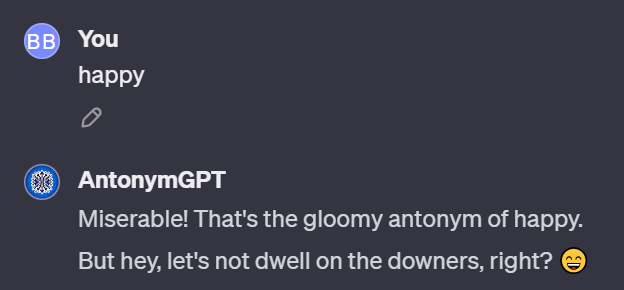 BB
You
happy
AntonymGPT
Miserable! That's the gloomy antonym of happy.
But hey, let's not dwell on the downers, right? 😄